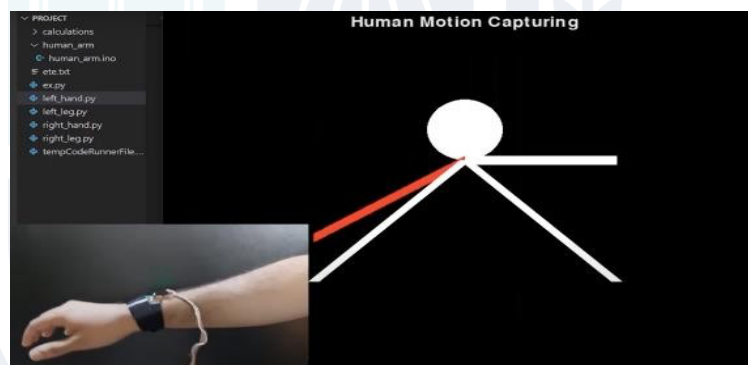 PROJECT
Human Motion Capturing
calculations
human_arm
human_arm.ino
ete.txt
ex.py
left_hand.py
left_leg.py
right_hand.py
right_leg.py
tempCodeRunnerFile....